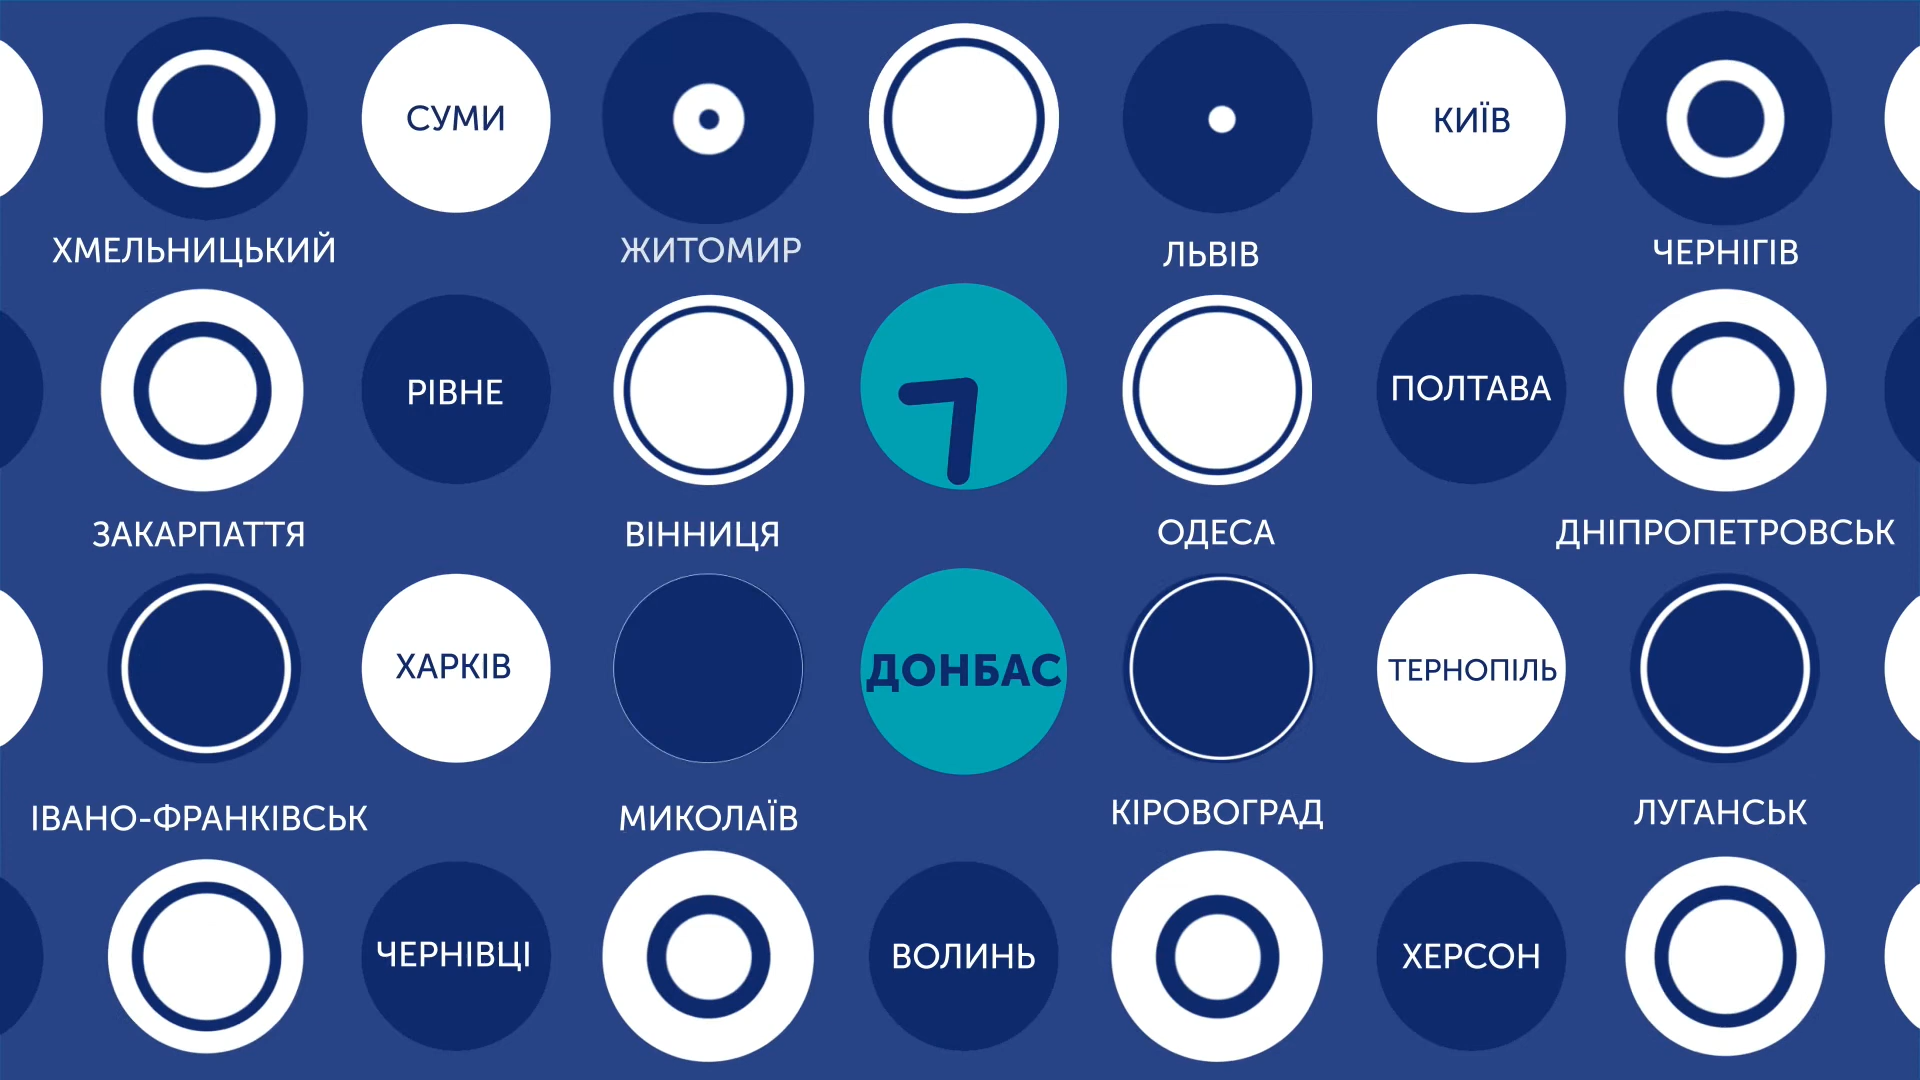 СУМИ
КИЇВ
ХМЕЛЬНИЦЬКИЙ
ЖИТОМИР
ЛЬВІВ
ЧЕРНІГІВ
РІВНЕ
ПОЛТАВА
ЗАКАРПАТТЯ
ВІННИЦЯ
ОДЕСА
ДНІПРОПЕТРОВСЬК
ХАРКІВ
ДОНБАС
ТЕРНОПІЛЬ
ІВАНО-ФРАНКІВСЬК
МИКОЛАЇВ
КІРОВОГРАД
ЛУГАНСЬК
ЧЕРНІВЦІ
ВОЛИНЬ
ХЕРСОН